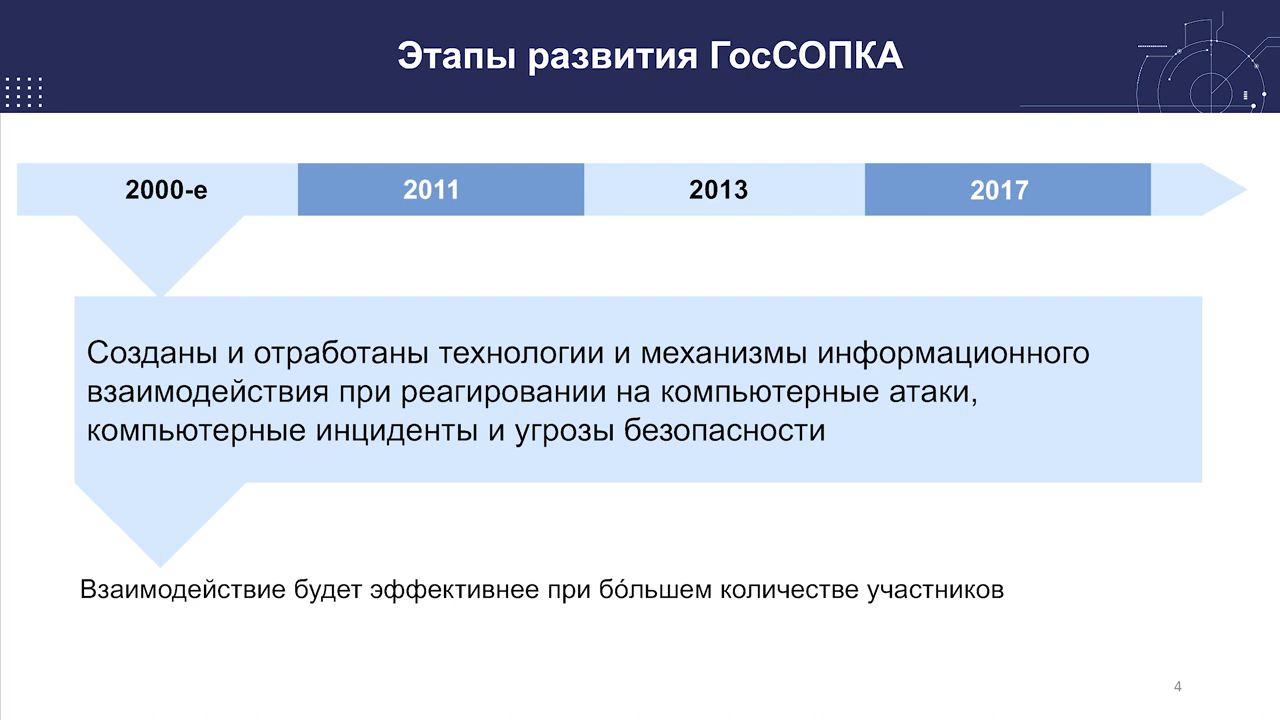 Этапы развития ГосСОПКА
2000-е
2011
2013
2017
Созданы и отработаны технологии и механизмы информационного
взаимодействия при реагировании на компьютерные атаки,
компьютерные инциденты и угрозы безопасности
Взаимодействие будет эффективнее при бо́льшем количестве участников
4